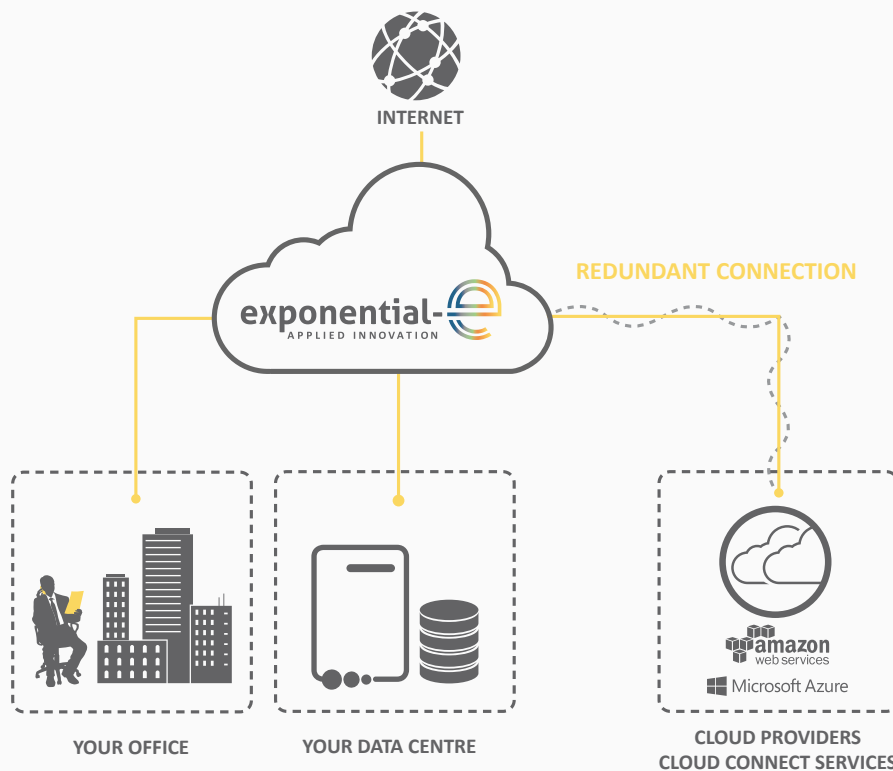 INTERNET
REDUNDANT CONNECTION
exponential-e
APPLIED INNOVATION
amazon
web services
Microsoft Azure
YOUR OFFICE
YOUR DATA CENTRE
CLOUD PROVIDERS
CLOUD CONNECT SERVICES